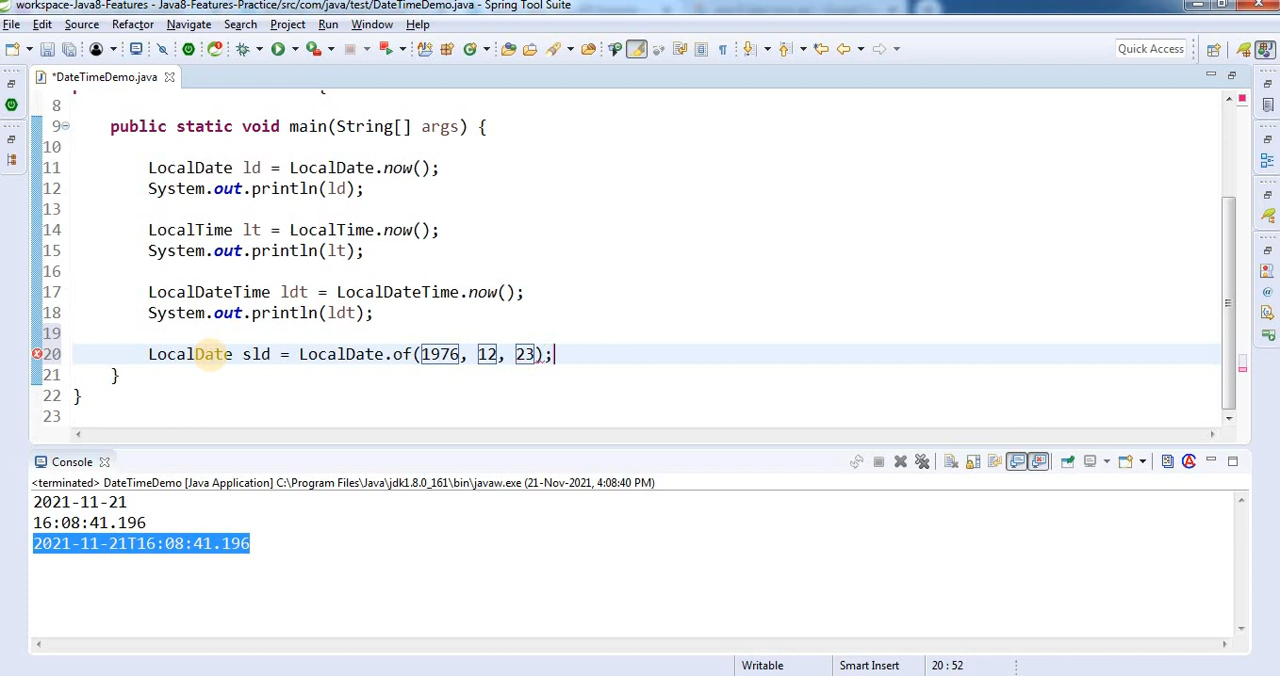 workspace-Java8-Features - Java8-Features-Practice/src/com/java/test/DateTimeDemo.java - Spring Tool Suite
File Edit Source Refactor Navigate Search Project Run Window Help
Quick Access
*DateTimeDemo.java
8
9 public static void main(String[] args) {
10
11 LocalDate ld = LocalDate.now();
12 System.out.println(ld);
13
14 LocalTime lt = LocalTime.now();
15 System.out.println(lt);
16
17 LocalDateTime ldt = LocalDateTime.now();
18 System.out.println(ldt);
19
20 LocalDate sld = LocalDate.of(1976, 12, 23);
21 }
22 }
23
Console
<terminated> DateTimeDemo [Java Application] C:\Program Files\Java\jdk1.8.0_161\bin\javaw.exe (21-Nov-2021, 4:08:40 PM)
2021-11-21
16:08:41.196
2021-11-21T16:08:41.196
Writable Smart Insert 20 : 52